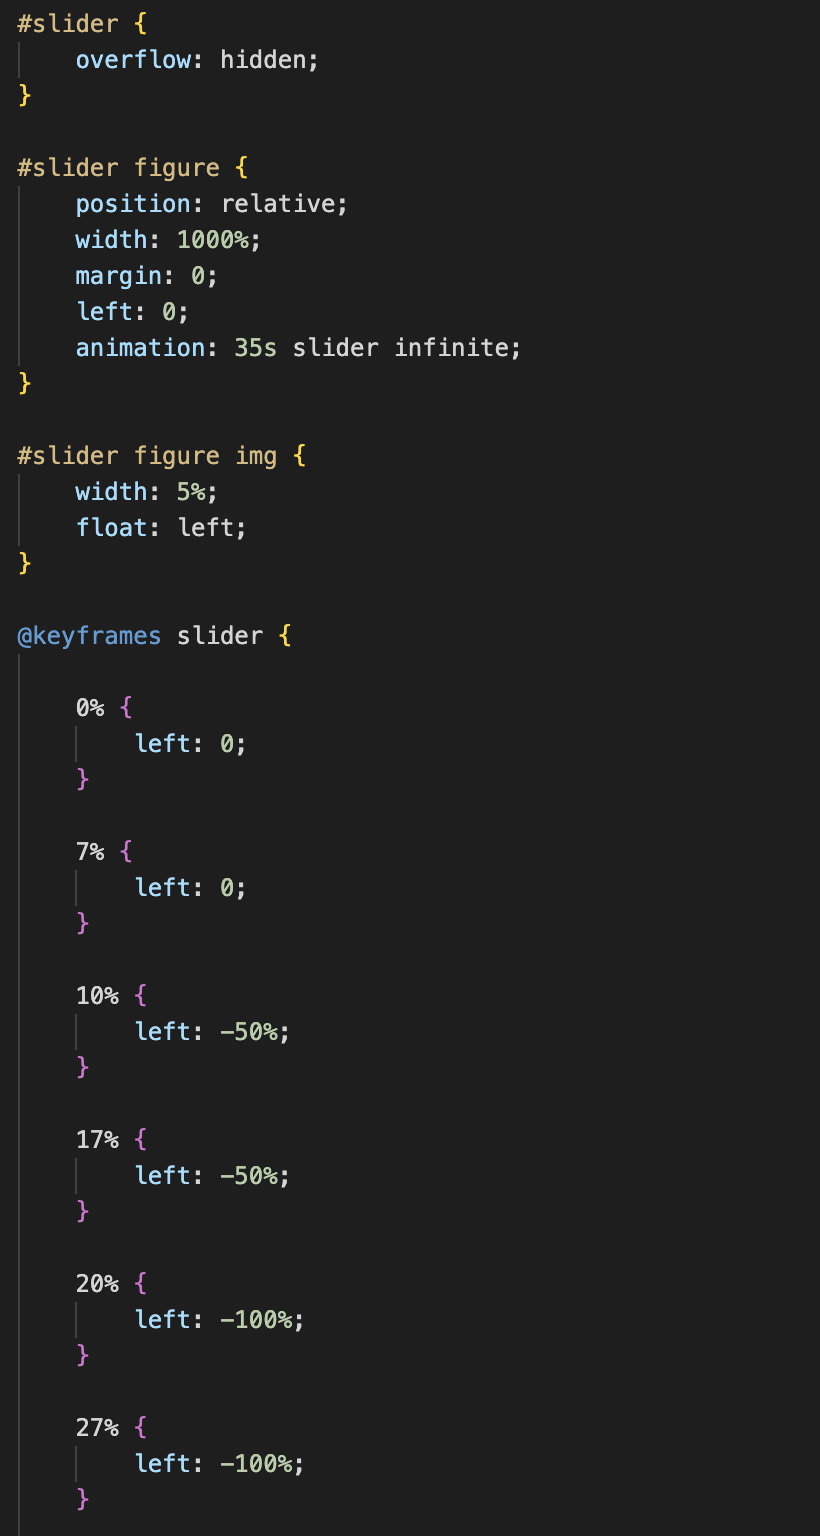 #slider {
    overflow: hidden;
}

#slider figure {
    position: relative;
    width: 1000%;
    margin: 0;
    left: 0;
    animation: 35s slider infinite;
}

#slider figure img {
    width: 5%;
    float: left;
}

@keyframes slider {

    0% {
        left: 0;
    }

    7% {
        left: 0;
    }

    10% {
        left: -50%;
    }

    17% {
        left: -50%;
    }

    20% {
        left: -100%;
    }

    27% {
        left: -100%;
    }